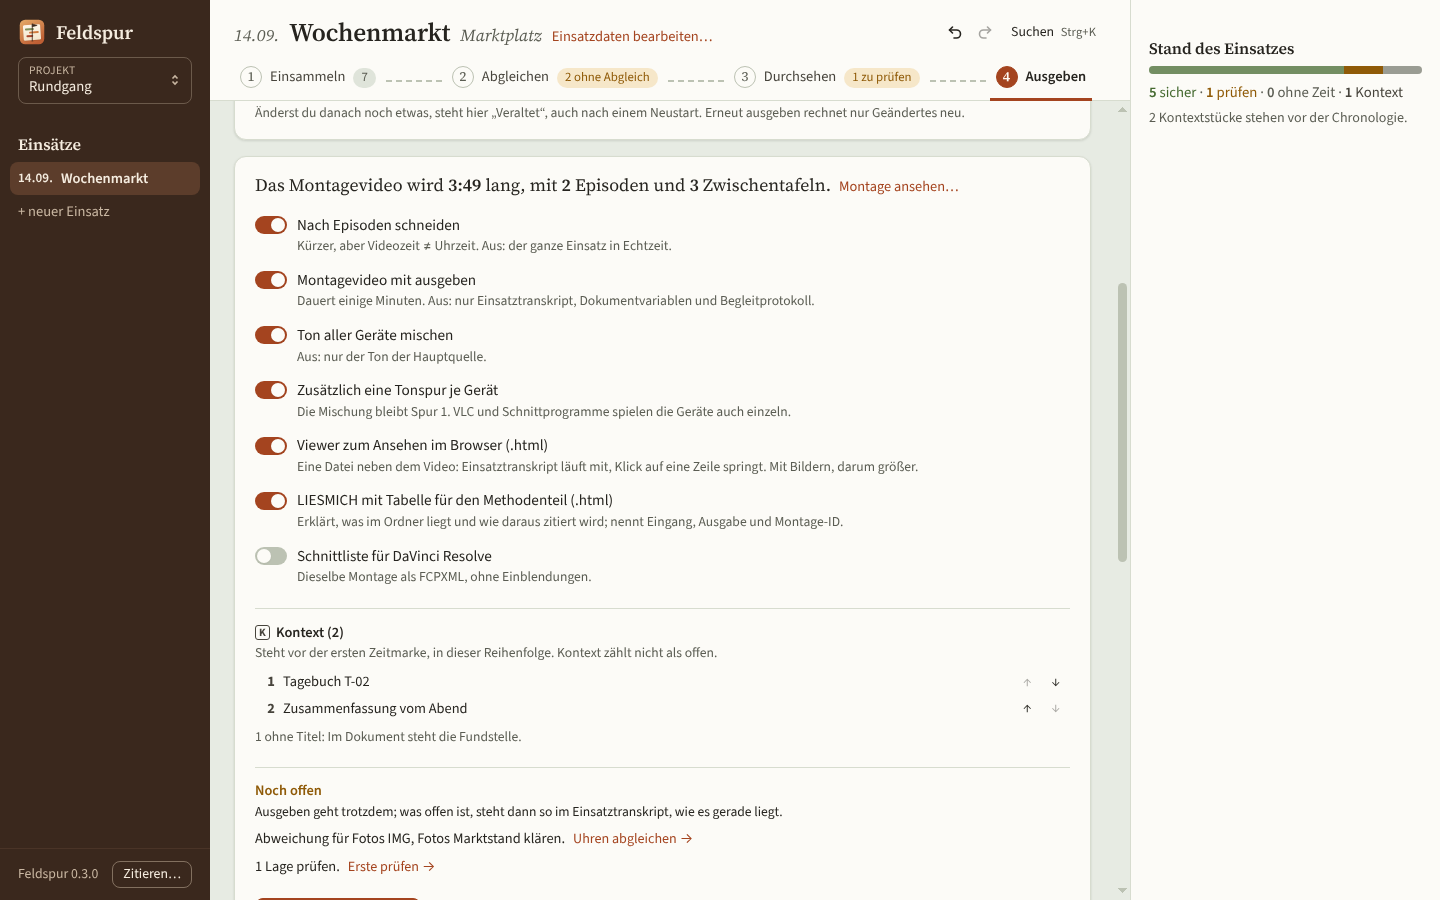 Feldspur
PROJEKT
Rundgang
Einsätze
14.09. Wochenmarkt
+ neuer Einsatz
Feldspur 0.3.0
Zitieren…
14.09. Wochenmarkt Marktplatz Einsatzdaten bearbeiten…
Suchen Strg+K
1 Einsammeln 7
2 Abgleichen 2 ohne Abgleich
3 Durchsehen 1 zu prüfen
4 Ausgeben
Änderst du danach noch etwas, steht hier „Veraltet“, auch nach einem Neustart. Erneut ausgeben rechnet nur Geändertes neu.
Das Montagevideo wird 3:49 lang, mit 2 Episoden und 3 Zwischentafeln. Montage ansehen…
Nach Episoden schneiden
Kürzer, aber Videozeit ≠ Uhrzeit. Aus: der ganze Einsatz in Echtzeit.
Montagevideo mit ausgeben
Dauert einige Minuten. Aus: nur Einsatztranskript, Dokumentvariablen und Begleitprotokoll.
Ton aller Geräte mischen
Aus: nur der Ton der Hauptquelle.
Zusätzlich eine Tonspur je Gerät
Die Mischung bleibt Spur 1. VLC und Schnittprogramme spielen die Geräte auch einzeln.
Viewer zum Ansehen im Browser (.html)
Eine Datei neben dem Video: Einsatztranskript läuft mit, Klick auf eine Zeile springt. Mit Bildern, darum größer.
LIESMICH mit Tabelle für den Methodenteil (.html)
Erklärt, was im Ordner liegt und wie daraus zitiert wird; nennt Eingang, Ausgabe und Montage-ID.
Schnittliste für DaVinci Resolve
Dieselbe Montage als FCPXML, ohne Einblendungen.
K Kontext (2)
Steht vor der ersten Zeitmarke, in dieser Reihenfolge. Kontext zählt nicht als offen.
1 Tagebuch T-02 ↑ ↓
2 Zusammenfassung vom Abend ↑ ↓
1 ohne Titel: Im Dokument steht die Fundstelle.
Noch offen
Ausgeben geht trotzdem; was offen ist, steht dann so im Einsatztranskript, wie es gerade liegt.
Abweichung für Fotos IMG, Fotos Marktstand klären. Uhren abgleichen →
1 Lage prüfen. Erste prüfen →
Stand des Einsatzes
5 sicher · 1 prüfen · 0 ohne Zeit · 1 Kontext
2 Kontextstücke stehen vor der Chronologie.